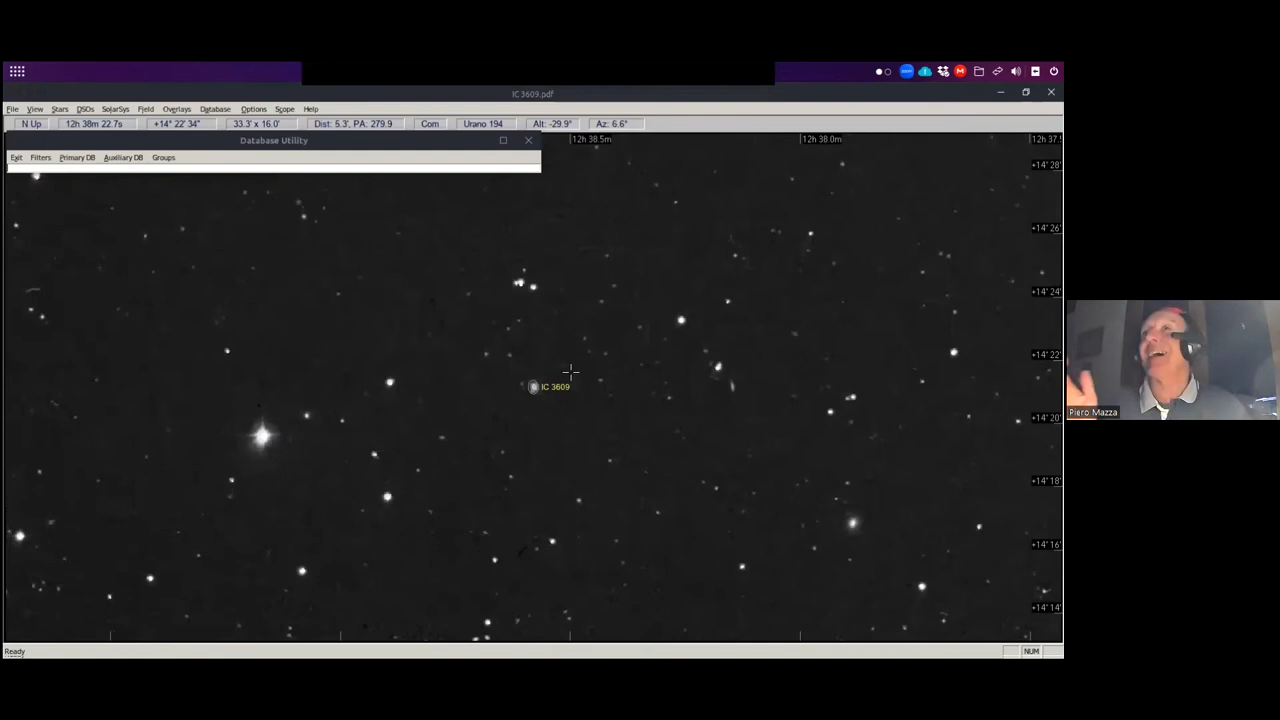 IC 3609.pdf
File View Stars DSOs SolarSys Field Overlays Database Options Scope Help
N Up 12h 38m 22.7s +14° 22' 34" 33.3' x 16.0' Dist: 5.3', PA: 279.9 Com Urano 194 Alt: -29.9° Az: 6.6°
Database Utility
12h 38.5m 12h 38.0m 12h 37.5
Exit Filters Primary DB Auxiliary DB Groups
+14° 28'
+14° 26'
+14° 24'
+14° 22'
IC 3609
Piero Mazza
+14° 20'
+14° 18'
+14° 16'
+14° 14'
Ready NUM